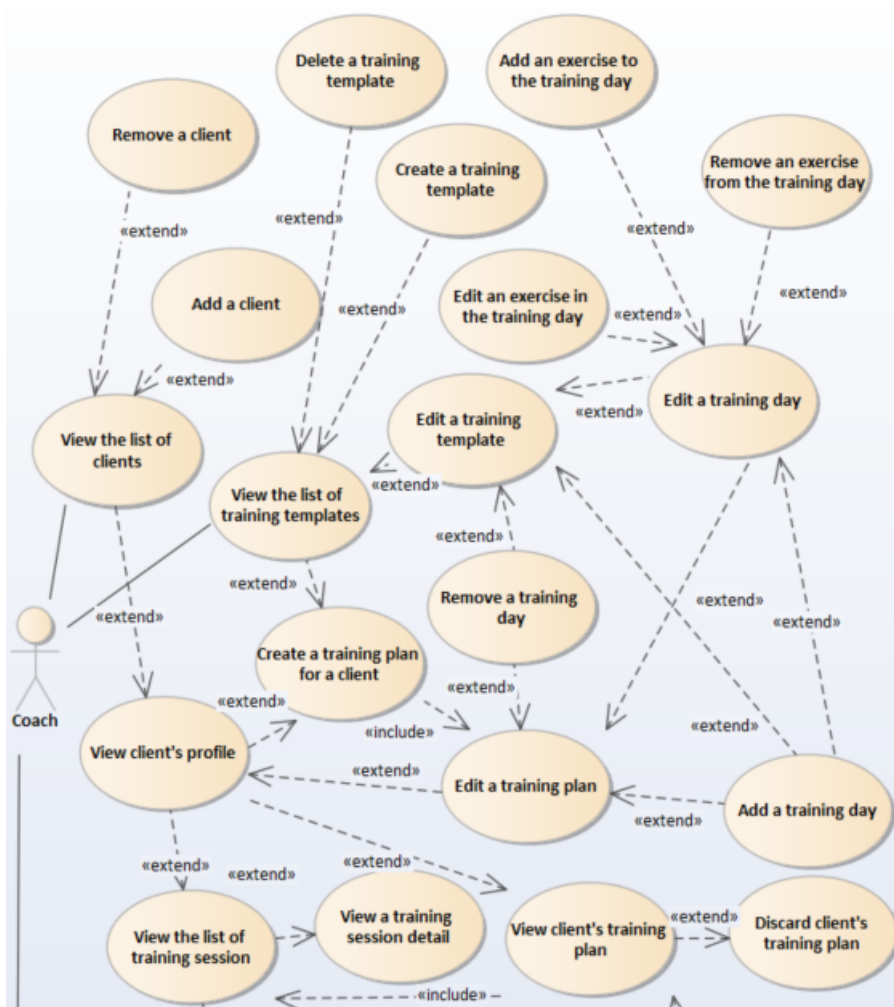 Delete a training
template
Add an exercise to
the training day
Remove a client
Create a training
template
Remove an exercise
from the training day
«extend»
«extend»
«extend»
«extend»
Add a client
Edit an exercise in
the training day
«extend»
«extend»
«extend»
«extend»
View the list of
clients
Edit a training
template
«extend»
Edit a training day
View the list of
training templates
«extend»
«extend»
«extend»
Remove a training
day
«extend»
«extend»
«extend»
Create a training plan
for a client
«extend»
«extend»
Coach
«include»
View client's profile
«extend»
Edit a training plan
Add a training day
«extend»
«extend»
«extend»
«extend»
View the list of
training session
View a training
session detail
View client's training
plan
«extend»
Discard client's
training plan
«include»